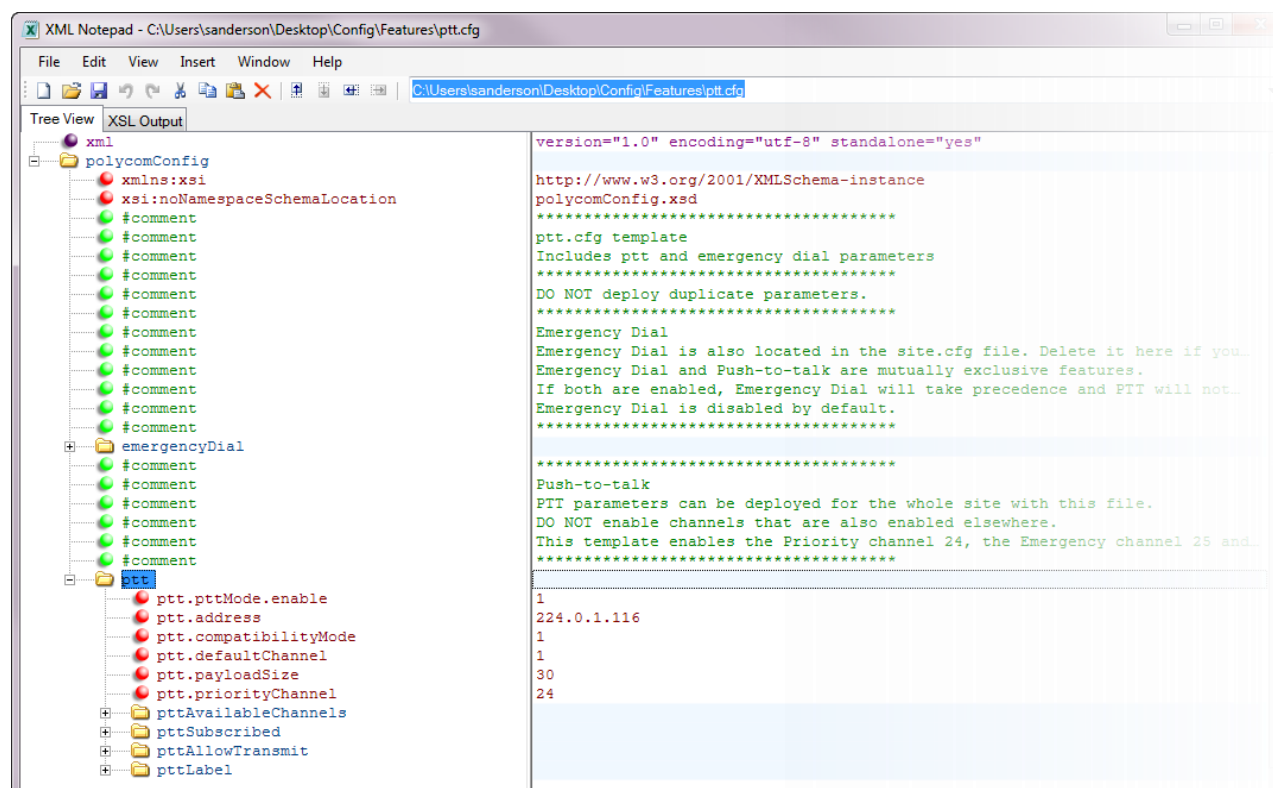 XML Notepad - C:\Users\sanderson\Desktop\Config\Features\ptt.cfg
File Edit View Insert Window Help
C:\Users\sanderson\Desktop\Config\Features\ptt.cfg
Tree View XSL Output
xml version="1.0" encoding="utf-8" standalone="yes"
polycomConfig
xmlns:xsi http://www.w3.org/2001/XMLSchema-instance
xsi:noNamespaceSchemaLocation polycomConfig.xsd
#comment **************************************
#comment ptt.cfg template
#comment Includes ptt and emergency dial parameters
#comment **************************************
#comment DO NOT deploy duplicate parameters.
#comment **************************************
#comment Emergency Dial
#comment Emergency Dial is also located in the site.cfg file. Delete it here if you…
#comment Emergency Dial and Push-to-talk are mutually exclusive features.
#comment If both are enabled, Emergency Dial will take precedence and PTT will not…
#comment Emergency Dial is disabled by default.
#comment **************************************
emergencyDial
#comment **************************************
#comment Push-to-talk
#comment PTT parameters can be deployed for the whole site with this file.
#comment DO NOT enable channels that are also enabled elsewhere.
#comment This template enables the Priority channel 24, the Emergency channel 25 and…
#comment **************************************
ptt
ptt.pttMode.enable 1
ptt.address 224.0.1.116
ptt.compatibilityMode 1
ptt.defaultChannel 1
ptt.payloadSize 30
ptt.priorityChannel 24
pttAvailableChannels
pttSubscribed
pttAllowTransmit
pttLabel